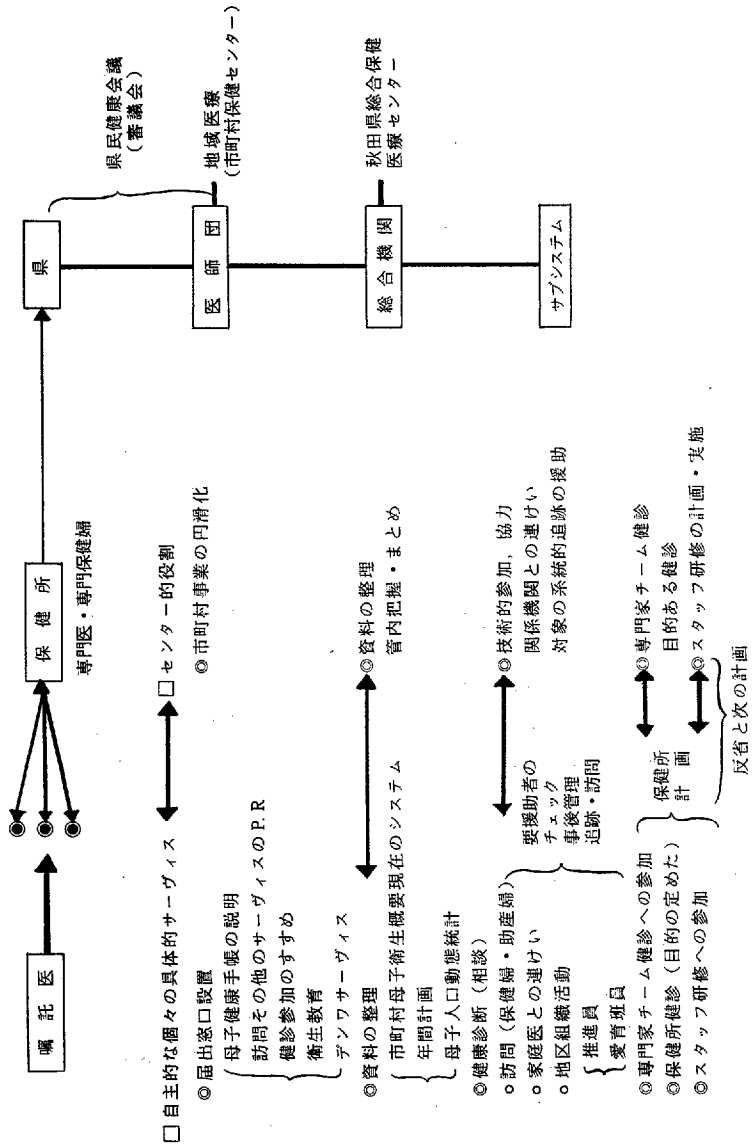 嘱託医
保健所
専門医・専門保健婦
県
県民健康会議
(審議会)
医師団
地域医療
(市町村保健センター)
総合機関
秋田県総合保健
医療センター
サブシステム
□自主的な個々の具体的サーヴィス
◎届出窓口設置
母子健康手帳の説明
訪問その他のサーヴィスのP.R
健診参加のすすめ
衛生教育
デンワサーヴィス
◎資料の整理
市町村母子衛生概要現在のシステム
年間計画
母子人口動態統計
◎健康診断(相談)
○訪問(保健婦・助産婦)
○家庭医との連けい
○地区組織活動
推進員
愛育班員
要援助者の
チェック
事後管理
追跡・訪問
◎専門家チーム健診への参加
◎保健所健診(目的の定めた)
◎スタッフ研修への参加
保健所
計画
□センター的役割
◎市町村事業の円滑化
◎資料の整理
管内把握・まとめ
◎技術的参加,協力
関係機関との連けい
対象の系統的追跡の援助
◎専門家チーム健診
目的ある健診
◎スタッフ研修の計画・実施
反省と次の計画